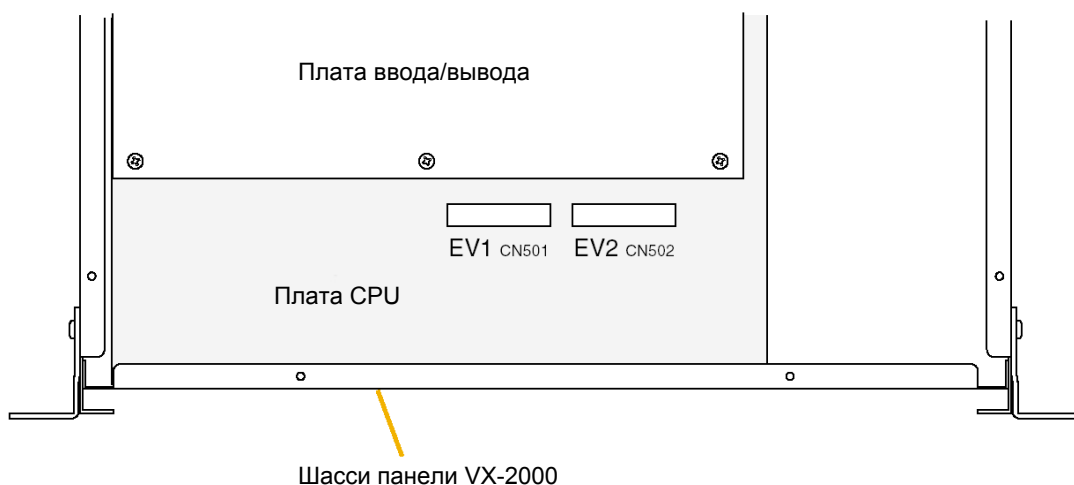 Плата ввода/вывода
EV1 CN501 EV2 CN502
Плата CPU
Шасси панели VX-2000